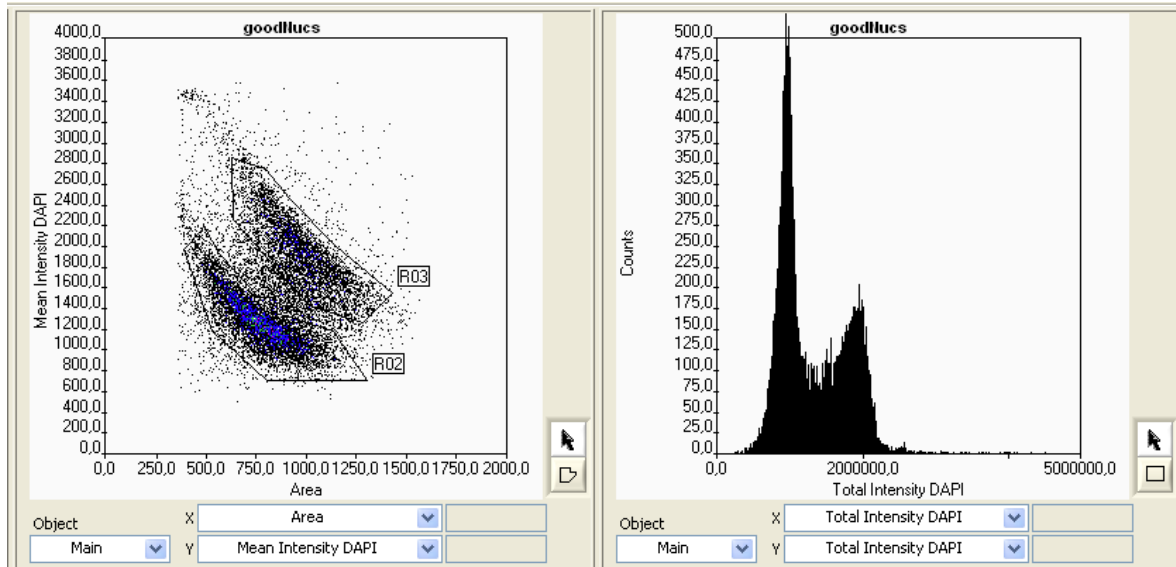 goodNucs
4000,0
3800,0
3600,0
3400,0
3200,0
3000,0
2800,0
2600,0
2400,0
2200,0
2000,0
1800,0
1600,0
1400,0
1200,0
1000,0
800,0
600,0
400,0
200,0
0,0
Mean Intensity DAPI
R03
R02
0,0 250,0 500,0 750,0 1000,0 1250,0 1500,0 1750,0 2000,0
Area
Object
X Area
Main Y Mean Intensity DAPI
goodNucs
500,0
475,0
450,0
425,0
400,0
375,0
350,0
325,0
300,0
275,0
250,0
225,0
200,0
175,0
150,0
125,0
100,0
75,0
50,0
25,0
0,0
Counts
0,0 2000000,0 5000000,0
Total Intensity DAPI
Object
X Total Intensity DAPI
Main Y Total Intensity DAPI